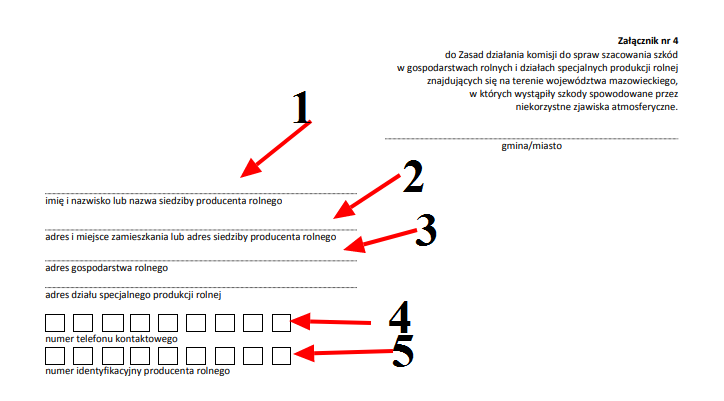 Załącznik nr 4
do Zasad działania komisji do spraw szacowania szkód
w gospodarstwach rolnych i działach specjalnych produkcji rolnej
znajdujących się na terenie województwa mazowieckiego,
w których wystąpiły szkody spowodowane przez
niekorzystne zjawiska atmosferyczne.
gmina/miasto
1
imię i nazwisko lub nazwa siedziby producenta rolnego
2
adres i miejsce zamieszkania lub adres siedziby producenta rolnego
3
adres gospodarstwa rolnego
adres działu specjalnego produkcji rolnej
4
numer telefonu kontaktowego
5
numer identyfikacyjny producenta rolnego